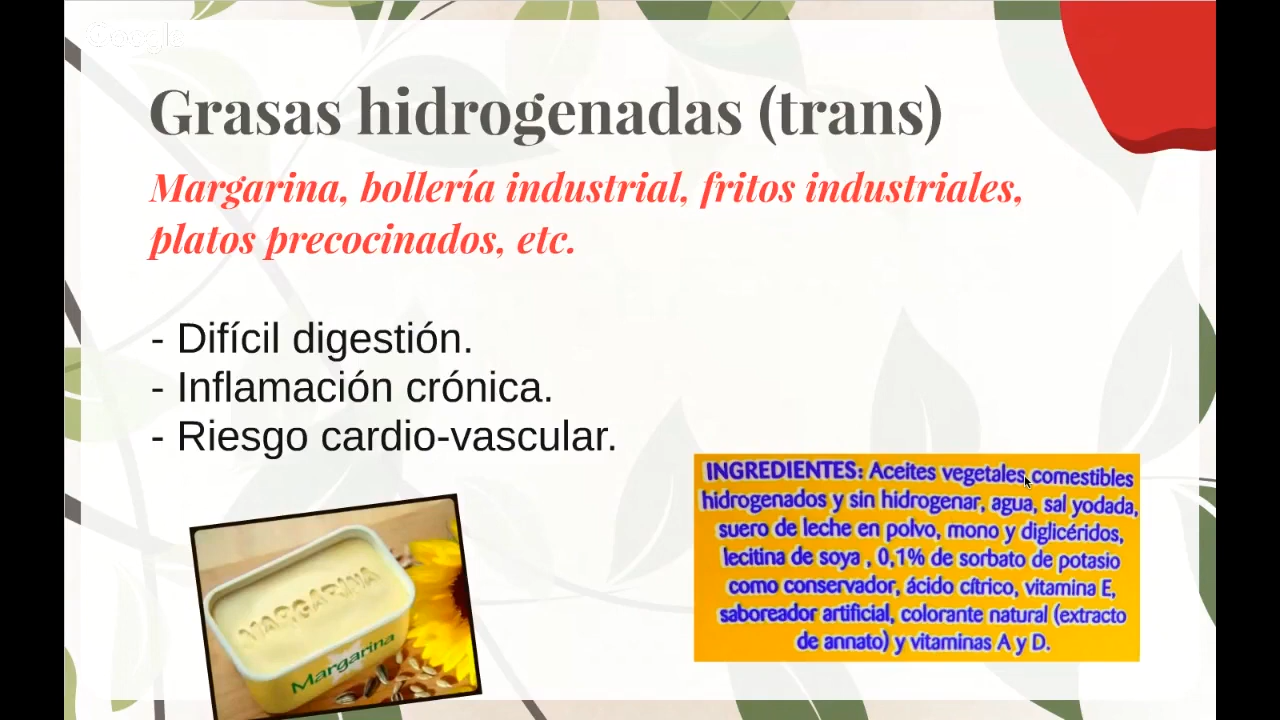 Google
Grasas hidrogenadas (trans)
Margarina, bollería industrial, fritos industriales,
platos precocinados, etc.
- Difícil digestión.
- Inflamación crónica.
- Riesgo cardio-vascular.
INGREDIENTES: Aceites vegetales comestibles
hidrogenados y sin hidrogenar, agua, sal yodada,
suero de leche en polvo, mono y diglicéridos,
lecitina de soya , 0,1% de sorbato de potasio
como conservador, ácido cítrico, vitamina E,
saboreador artificial, colorante natural (extracto
de annato) y vitaminas A y D.
MARGARINA
Margarina